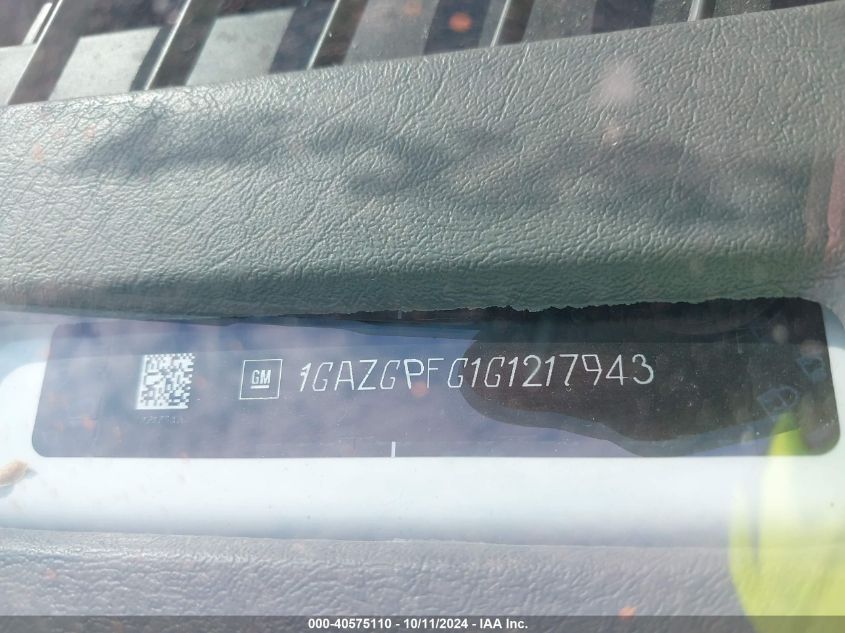 GM 1GAZGPFG1G1217943
000-40575110 - 10/11/2024 - IAA Inc.